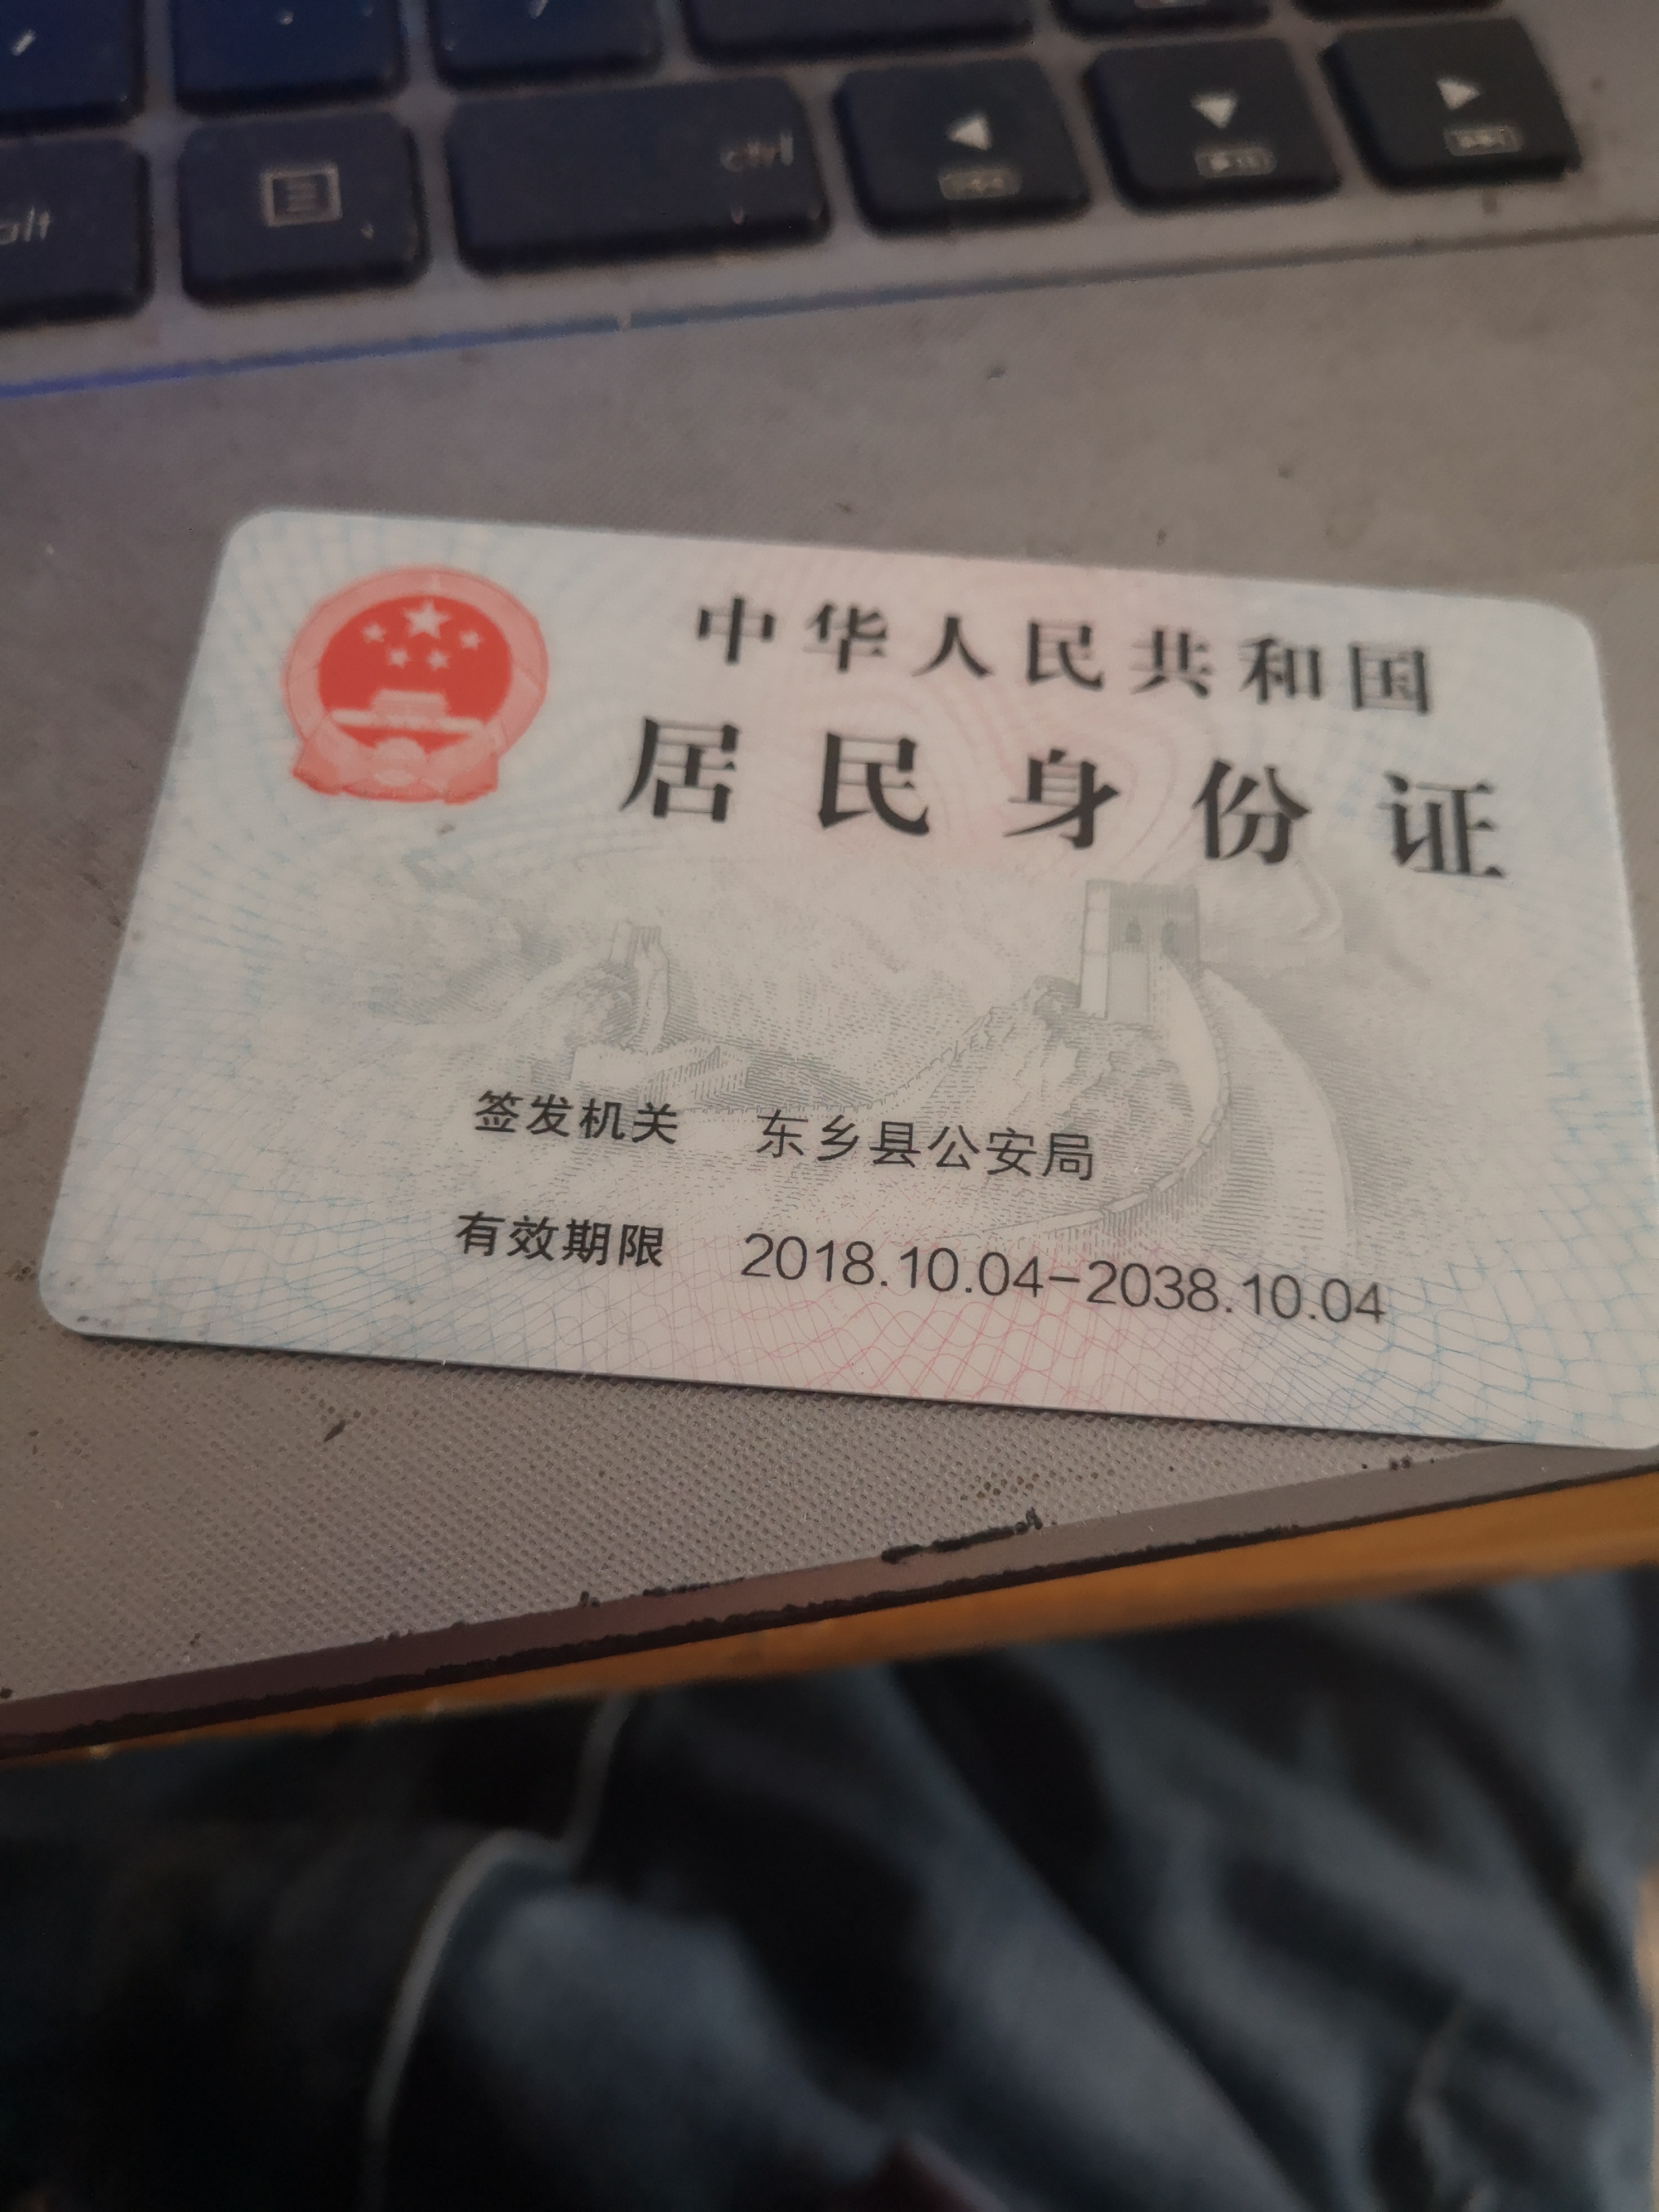 alt
ctrl
中华人民共和国
居民身份证
签发机关 东乡县公安局
有效期限 2018.10.04-2038.10.04